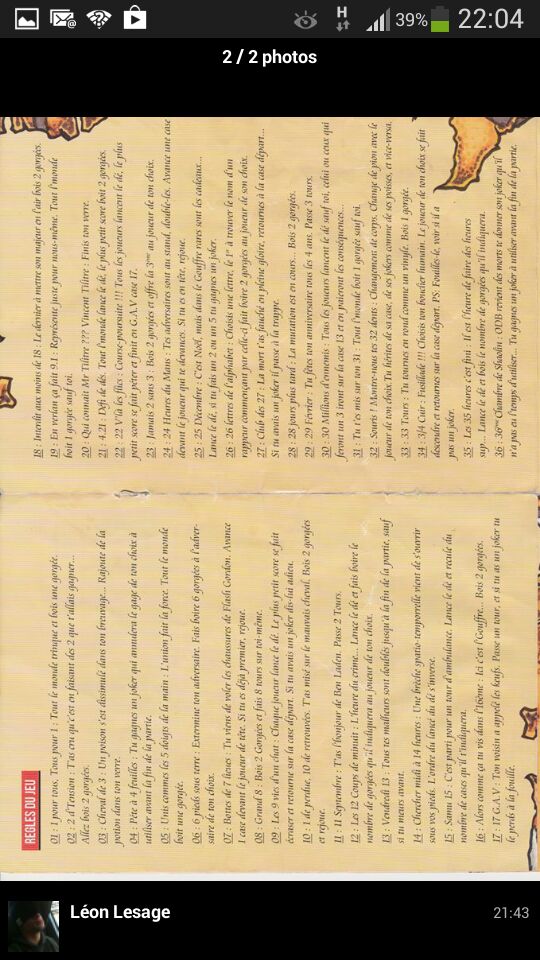 39% 22:04
H
2 / 2 photos
REGLES DU JEU
01 : 1 pour tous, Tous pour 1 : Tout le monde trinque et bois une gorgée.
02 : 2 d'Tension : T'as cru qu'c'est en faisant des 2 que t'allais gagner...
Allez bois 2 gorgées.
03 : Cheval de 3 : Un poison s'est dissimulé dans ton breuvage... Rajoute de la
potion dans ton verre.
04 : Pète à 4 feuilles : Tu gagnes un joker qui annulera le gage de ton choix à
utiliser avant la fin de la partie.
05 : Unis commes les 5 doigts de la main : L'union fait la force. Tout le monde
boit une gorgée.
06 : 6 pieds sous terre : Extermine ton adversaire. Fais boire 6 gorgées à l'adver-
saire de ton choix.
07 : Bottes de 7 lieues : Tu viens de voler les chaussures de Flash Gordon. Avance
1 case devant le joueur de tête. Si tu es déjà premier, rejoue.
08 : Grand 8 : Bois 2 Gorgées et fais 8 tours sur toi-même.
09 : Les 9 vies d'un chat : Chaque joueur lance le dé. Le plus petit score se fait
écraser et retourne sur la case départ. Si tu avais un joker dis-lui adieu.
10 : 1 de perdue, 10 de retrouvées. T'as misé sur le mauvais cheval. Bois 2 gorgées
et rejoue.
11 : 11 Septembre : T'as l'bonjour de Ben Laden. Passe 2 Tours.
12 : Les 12 Coups de minuit : L'heure du crime... Lance le dé et fais boire le
nombre de gorgées qu'il indiquera au joueur de ton choix.
13 : Vendredi 13 : Tous tes malheurs sont doublés jusqu'à la fin de la partie, sauf
si tu meurs avant.
14 : Chercher midi à 14 heures : Une brèche spatio-temporelle vient de s'ouvrir
sous vos pieds. L'ordre du lancé du dé s'inverse.
15 : Samu 15 : C'est parti pour un tour d'ambulance. Lance le dé et recule du
nombre de cases qu'il t'indiquera.
16 : Alors comme ça tu vis dans l'16ème : Ici c'est l'Gouffre... Bois 2 gorgées.
17 : 17 G.A.V : Ton voisin a appelé les keufs. Passe un tour, et si tu as un joker tu
le perds à la fouille.
18 : Interdit aux moins de 18 : Le dernier à mettre son majeur en l'air bois 2 gorgées.
19 : En verlan ça fait 9.1 : Représente juste pour nous-même. Tout l'monde
boit 1 gorgée sauf toi.
20 : Qui connaît Mr Tilitre ??? Vincent Tilitre : Finis ton verre.
21 : 4.21 : Défi de dés. Tout l'monde lance le dé, le plus petit score boit 2 gorgées.
22 : 22 V'là les flics : Course-poursuite !!! Tous les joueurs lancent le dé, le plus
petit score se fait péter et finit en G.A.V case 17.
23 : Jamais 2 sans 3 : Bois 2 gorgées et offre la 3ème au joueur de ton choix.
24 : 24 Heures du Mans : Tes adversaires sont au stand, double-les. Avance une case
devant le joueur qui te devances. Si tu es en tête, rejoue.
25 : 25 Décembre : C'est Noël, mais dans le Gouffre rares sont les cadeaux...
Lance le dé, si tu fais un 2 ou un 5 tu gagnes un joker.
26 : 26 lettres de l'alphabet : Choisis une lettre, le 1er à trouver le nom d'un
rappeur commençant par celle-ci fait boire 2 gorgées au joueur de son choix.
27 : Club des 27 : La mort t'as fauché en pleine gloire, retournes à la case départ...
Si tu avais un joker il passe à la trappe.
28 : 28 jours plus tard : La mutation est en cours... Bois 2 gorgées.
29 : 29 Février : Tu fêtes ton anniversaire tous les 4 ans. Passe 3 tours.
30 : 30 Millions d'ennemis : Tous les joueurs lancent le dé sauf toi, celui ou ceux qui
feront un 3 iront sur la case 13 et en paieront les conséquences...
31 : Tu t'es mis sur ton 31 : Tout l'monde boit 1 gorgée sauf toi.
32 : Souris ! Montre-nous tes 32 dents : Changement de corps. Change de pion avec le
joueur de ton choix.Tu hérites de sa case, de ses jokers comme de ses poisses, et vice-versa.
33 : 33 Tours : Tu tournes en rond comme un vinyle. Bois 1 gorgée.
34 : 3/4 Cuir : Fusillade !!! Choisis ton bouclier humain. Le joueur de ton choix se fait
descendre et retournes sur la case départ. PS. Fouilles-le, voir si il a
pas un joker.
35 : Les 35 heures c'est fini : Il est l'heure de faire des heures
sup... Lance le dé et bois le nombre de gorgées qu'il indiquera.
36 : 36ème Chambre de Shaolin : ODB revient des morts te donner son joker qu'il
n'a pas eu l'temps d'utiliser... Tu gagnes un joker à utiliser avant la fin de la partie.
Léon Lesage
21:43